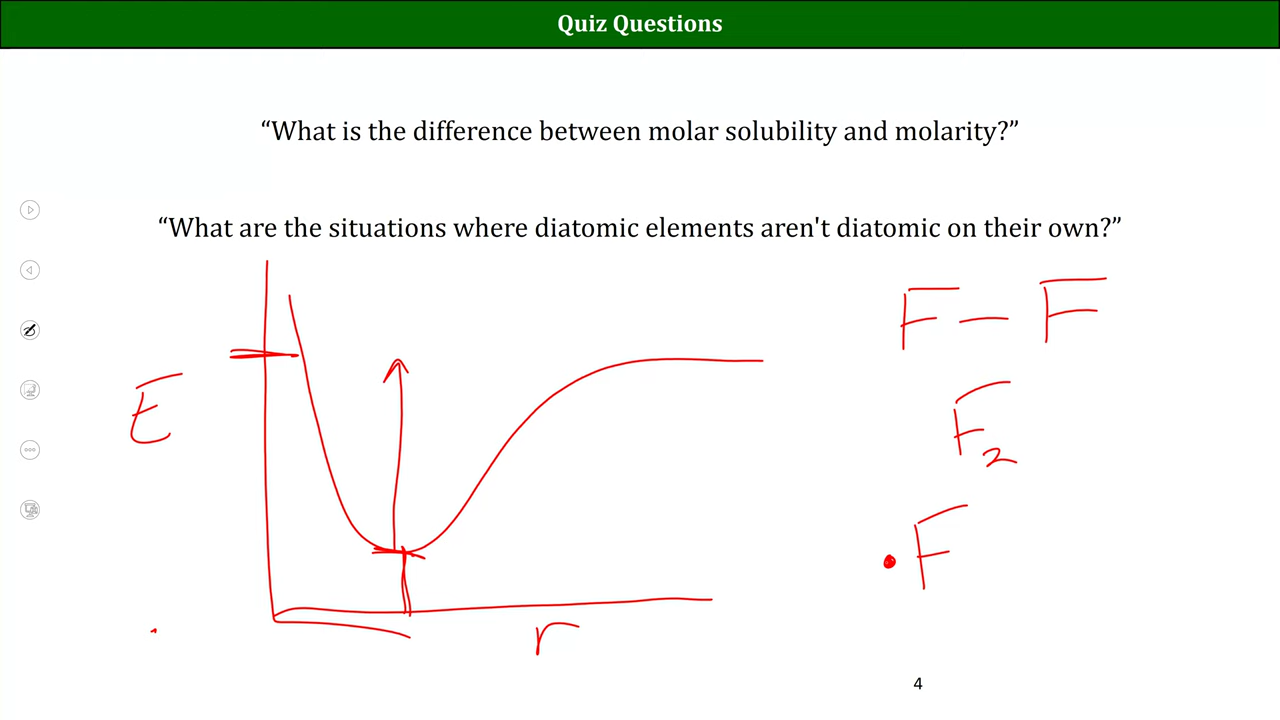 Quiz Questions
“What is the difference between molar solubility and molarity?”
“What are the situations where diatomic elements aren't diatomic on their own?”
F – F
E
F2
•F
r
4